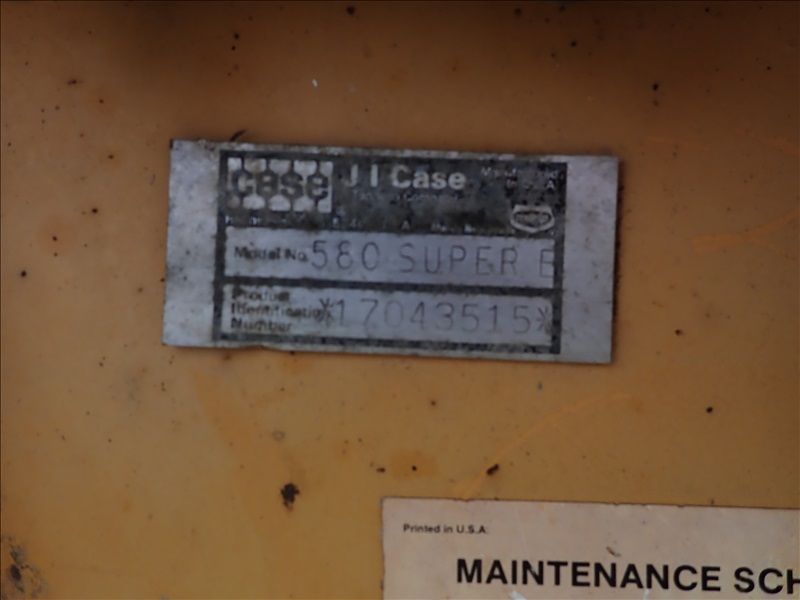 case
J I Case
Model No. 580 SUPER E
Product
Identification
Number *17043515*
Printed in U.S.A.
MAINTENANCE SCH